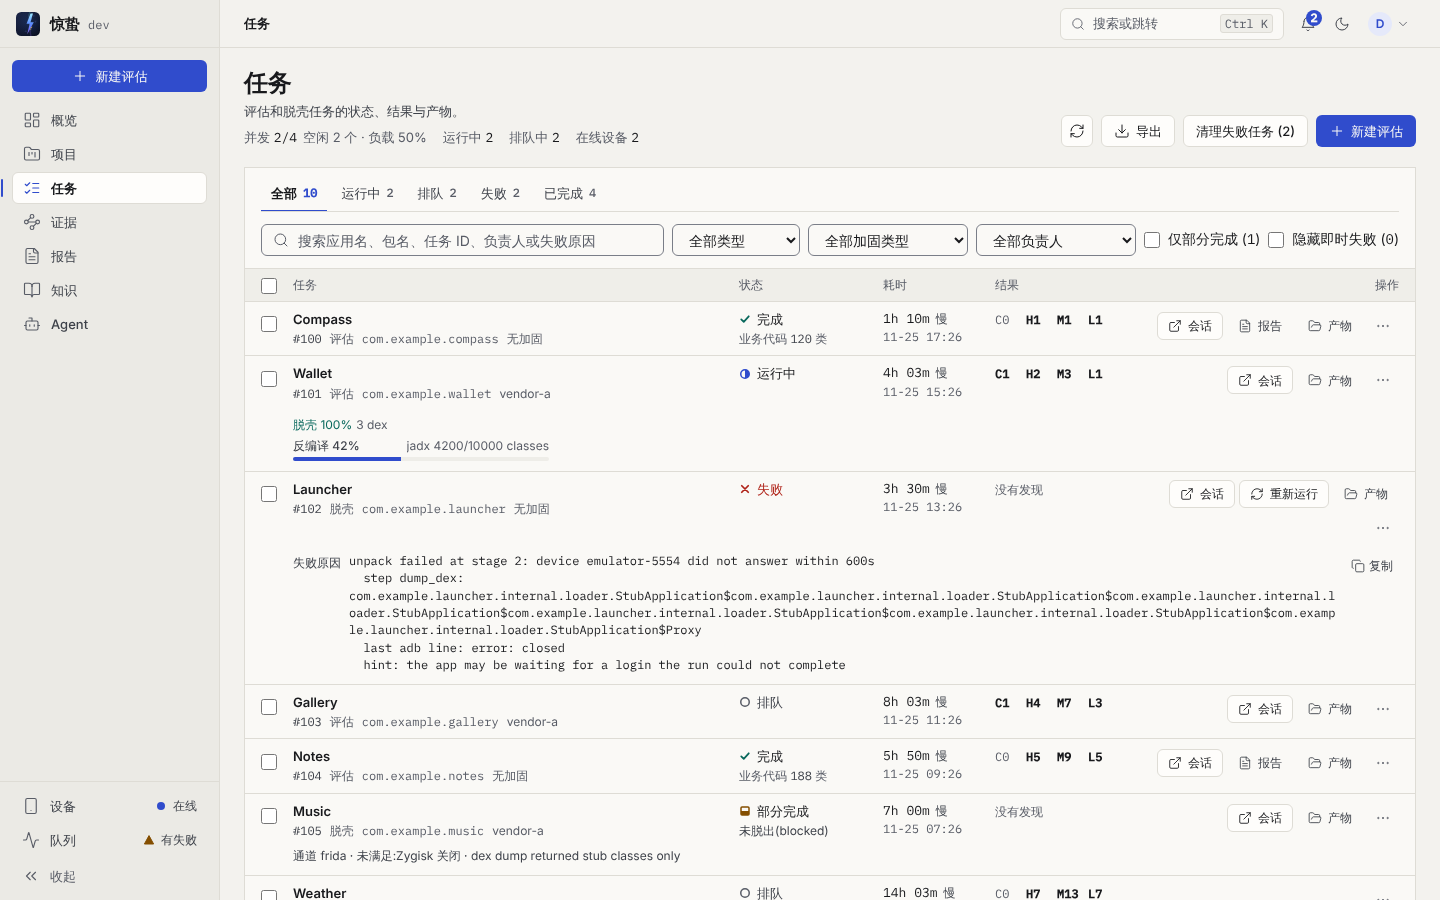 惊蛰 dev
任务
搜索或跳转 Ctrl K
2
D
新建评估
概览
项目
任务
证据
报告
知识
Agent
设备 在线
队列 有失败
收起
任务
评估和脱壳任务的状态、结果与产物。
并发 2/4 空闲 2 个 · 负载 50% 运行中 2 排队中 2 在线设备 2
导出
清理失败任务 (2)
新建评估
全部 10 运行中 2 排队 2 失败 2 已完成 4
搜索应用名、包名、任务 ID、负责人或失败原因
全部类型
全部加固类型
全部负责人
仅部分完成 (1)
隐藏即时失败 (0)
任务 状态 耗时 结果 操作
Compass 完成 1h 10m 慢 C0 H1 M1 L1 会话 报告 产物 ···
#100 评估 com.example.compass 无加固 业务代码 120 类 11-25 17:26
Wallet 运行中 4h 03m 慢 C1 H2 M3 L1 会话 产物 ···
#101 评估 com.example.wallet vendor-a 11-25 15:26
脱壳 100% 3 dex
反编译 42% jadx 4200/10000 classes
Launcher 失败 3h 30m 慢 没有发现 会话 重新运行 产物
#102 脱壳 com.example.launcher 无加固 11-25 13:26
···
失败原因 unpack failed at stage 2: device emulator-5554 did not answer within 600s 复制
step dump_dex:
com.example.launcher.internal.loader.StubApplication$com.example.launcher.internal.loader.StubApplication$com.example.launcher.internal.l
oader.StubApplication$com.example.launcher.internal.loader.StubApplication$com.example.launcher.internal.loader.StubApplication$com.examp
le.launcher.internal.loader.StubApplication$Proxy
last adb line: error: closed
hint: the app may be waiting for a login the run could not complete
Gallery 排队 8h 03m 慢 C1 H4 M7 L3 会话 产物 ···
#103 评估 com.example.gallery vendor-a 11-25 11:26
Notes 完成 5h 50m 慢 C0 H5 M9 L5 会话 报告 产物 ···
#104 评估 com.example.notes 无加固 业务代码 188 类 11-25 09:26
Music 部分完成 7h 00m 慢 没有发现 会话 产物 ···
#105 脱壳 com.example.music vendor-a 未脱出(blocked) 11-25 07:26
通道 frida · 未满足:Zygisk 关闭 · dex dump returned stub classes only
Weather 排队 14h 03m 慢 C0 H7 M13 L7 ···